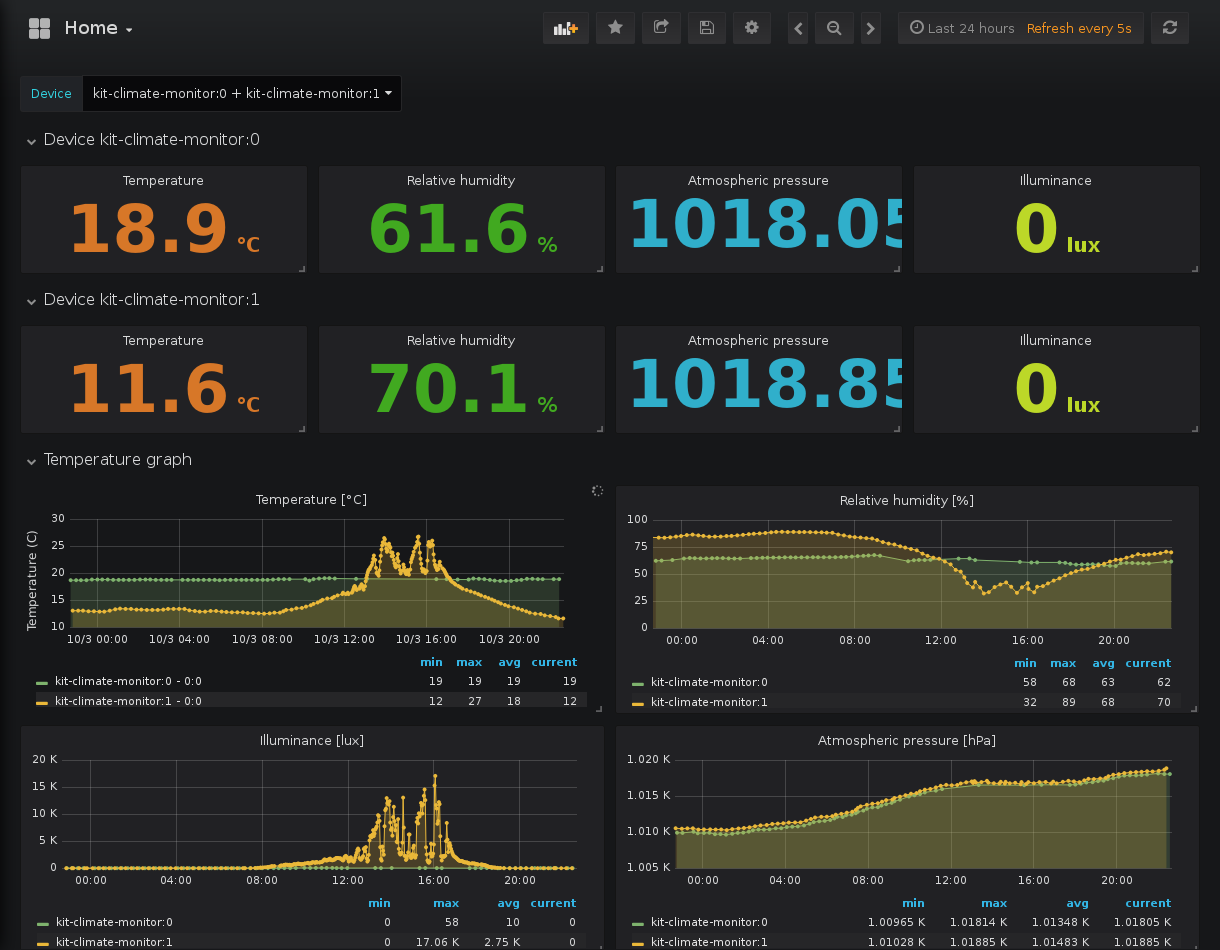 Home
Last 24 hours Refresh every 5s
Device kit-climate-monitor:0 + kit-climate-monitor:1
Device kit-climate-monitor:0
Temperature Relative humidity Atmospheric pressure Illuminance
18.9 °C 61.6 % 1018.05 0 lux
Device kit-climate-monitor:1
Temperature Relative humidity Atmospheric pressure Illuminance
11.6 °C 70.1 % 1018.85 0 lux
Temperature graph
Temperature [°C]
Temperature (C)
30
25
20
15
10
10/3 00:00 10/3 04:00 10/3 08:00 10/3 12:00 10/3 16:00 10/3 20:00
min max avg current
kit-climate-monitor:0 - 0:0 19 19 19 19
kit-climate-monitor:1 - 0:0 12 27 18 12
Relative humidity [%]
100
75
50
25
0
00:00 04:00 08:00 12:00 16:00 20:00
min max avg current
kit-climate-monitor:0 58 68 63 62
kit-climate-monitor:1 32 89 68 70
Illuminance [lux]
20 K
15 K
10 K
5 K
0
00:00 04:00 08:00 12:00 16:00 20:00
min max avg current
kit-climate-monitor:0 0 58 10 0
kit-climate-monitor:1 0 17.06 K 2.75 K 0
Atmospheric pressure [hPa]
1.020 K
1.015 K
1.010 K
1.005 K
00:00 04:00 08:00 12:00 16:00 20:00
min max avg current
kit-climate-monitor:0 1.00965 K 1.01814 K 1.01348 K 1.01805 K
kit-climate-monitor:1 1.01028 K 1.01885 K 1.01483 K 1.01885 K